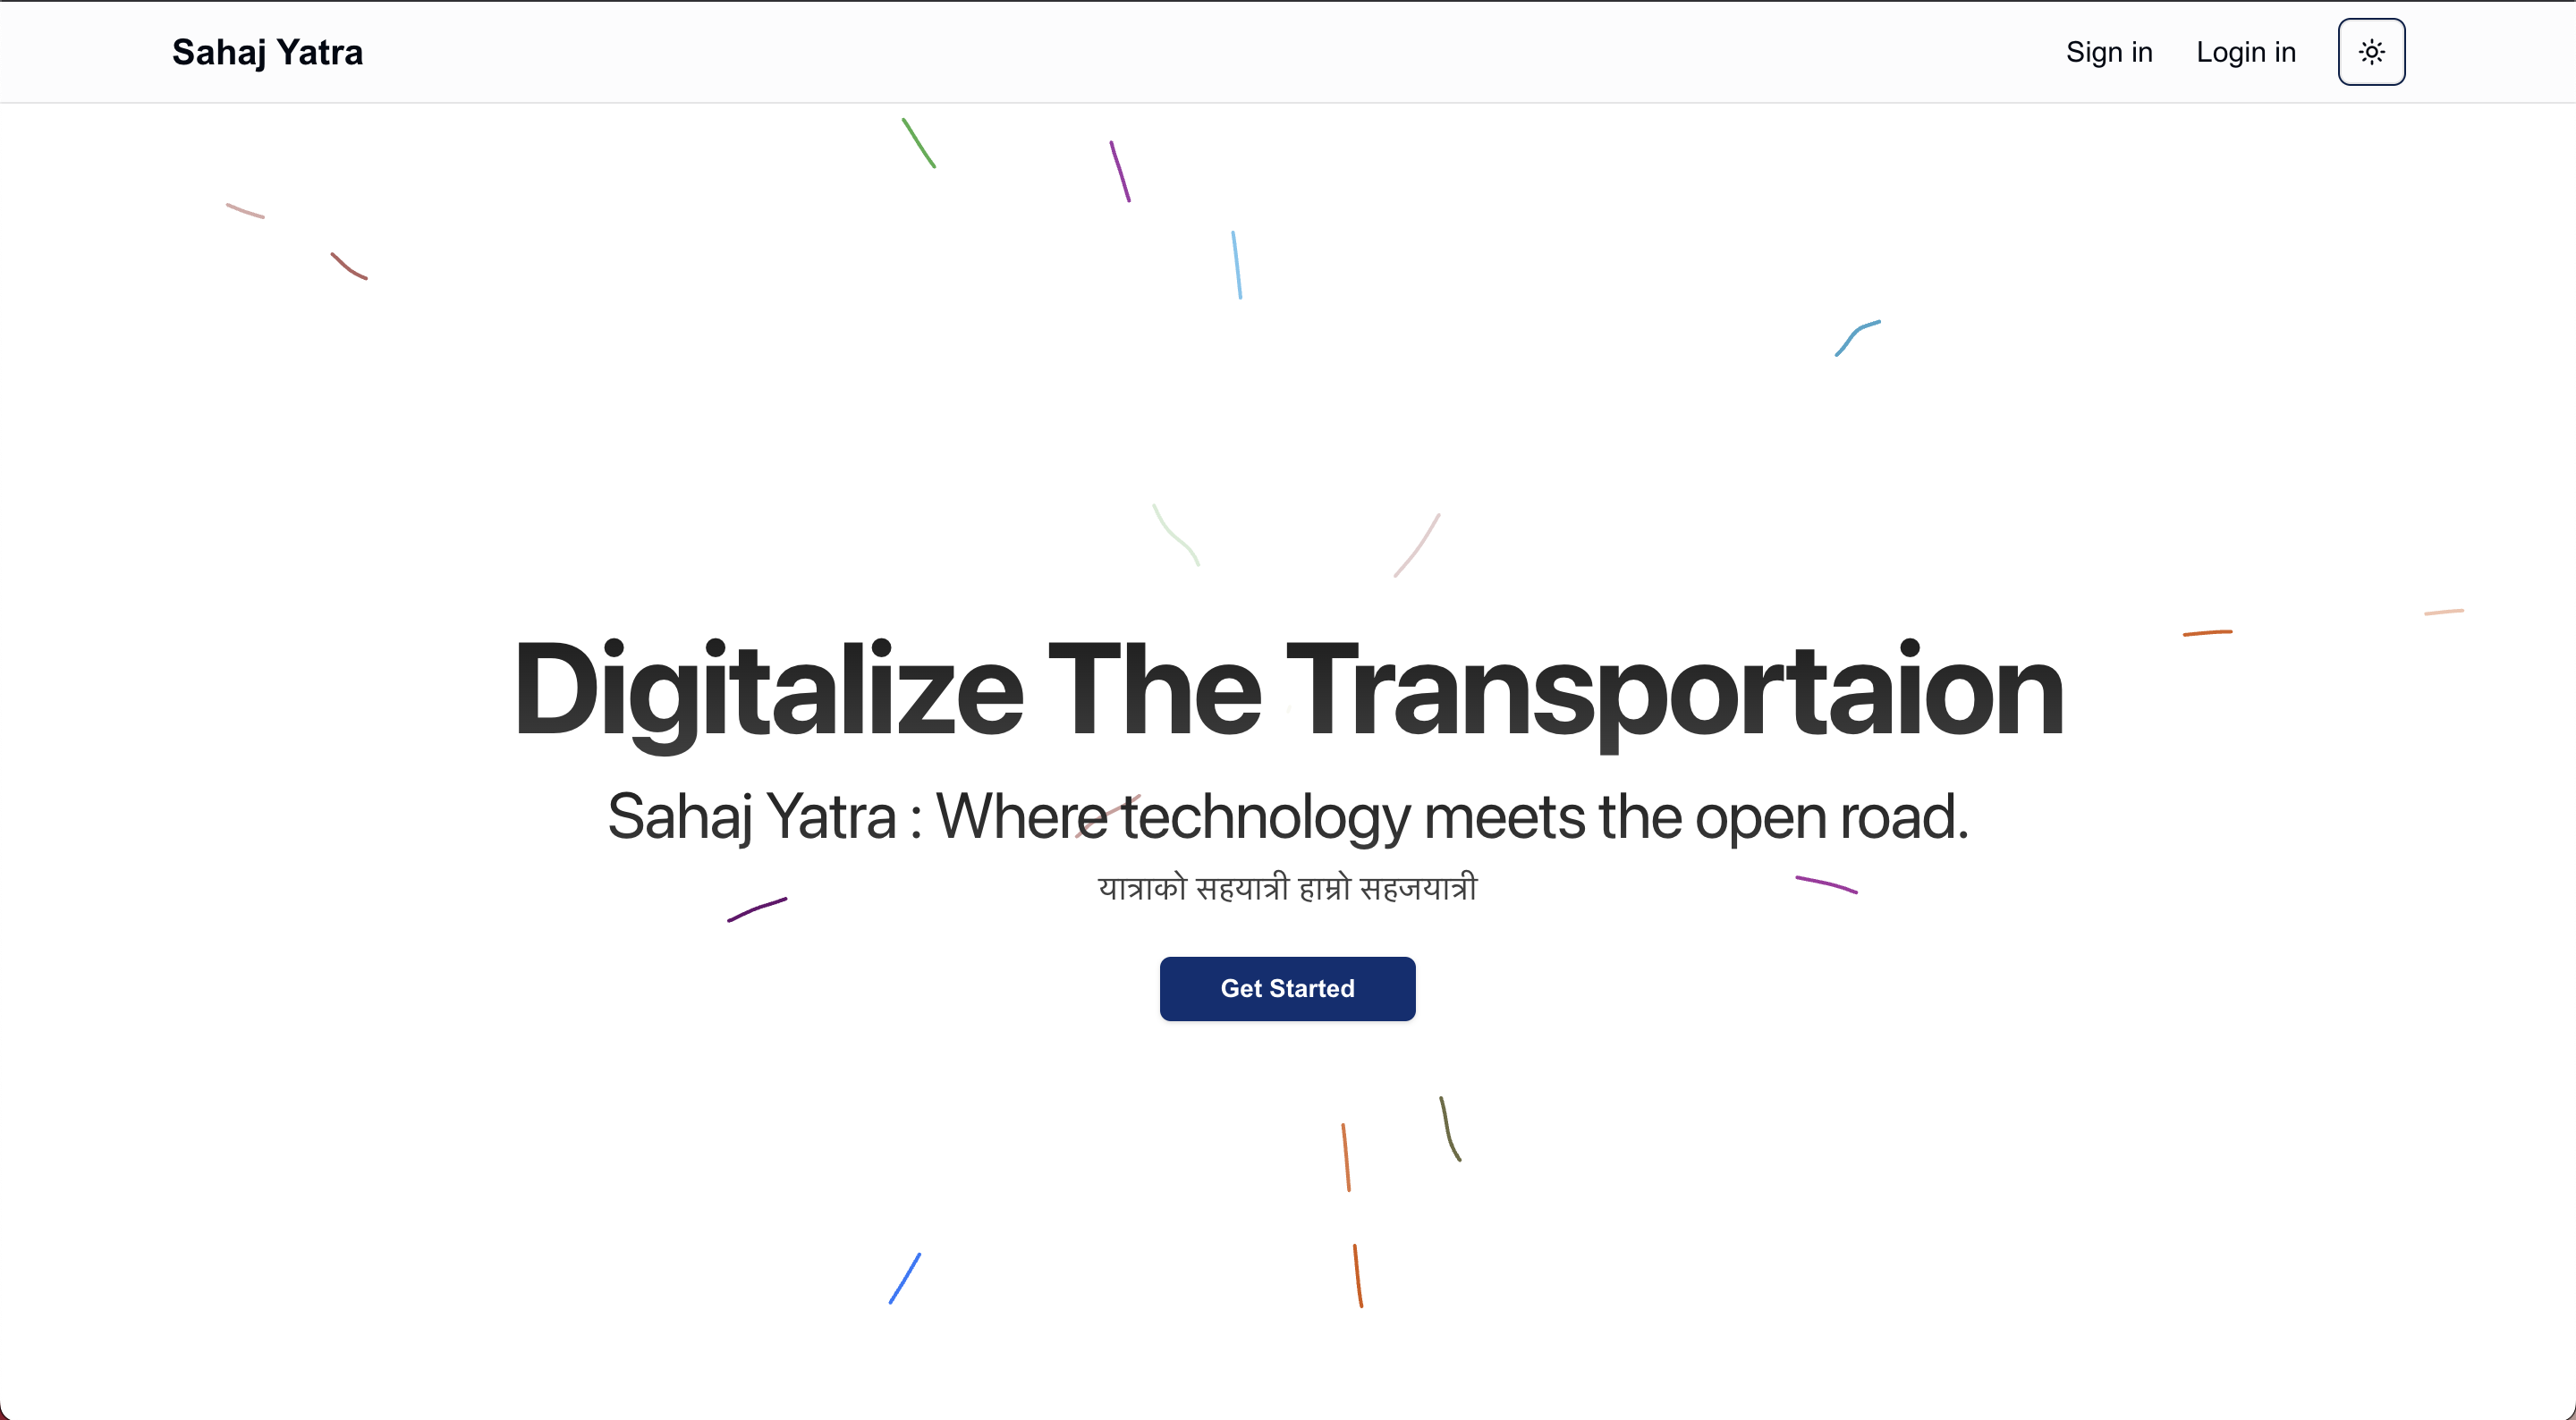 Sahaj Yatra
Sign in
Login in
Digitalize The Transportaion
Sahaj Yatra : Where technology meets the open road.
यात्राको सहयात्री हाम्रो सहजयात्री
Get Started